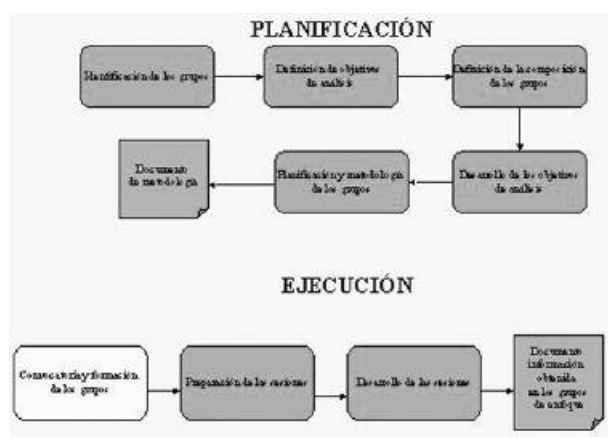 PLANIFICACIÓN
Identificación de los grupos
Definición de objetivos
de análisis
Definición de la composición
de los grupos
Documento
de metodología
Planificación y metodología
de los grupos
Desarrollo de los objetivos
de análisis
EJECUCIÓN
Convocatoria y formación
de los grupos
Preparación de las sesiones
Desarrollo de las sesiones
Documento
información
obtenida
en los grupos
de enfoque